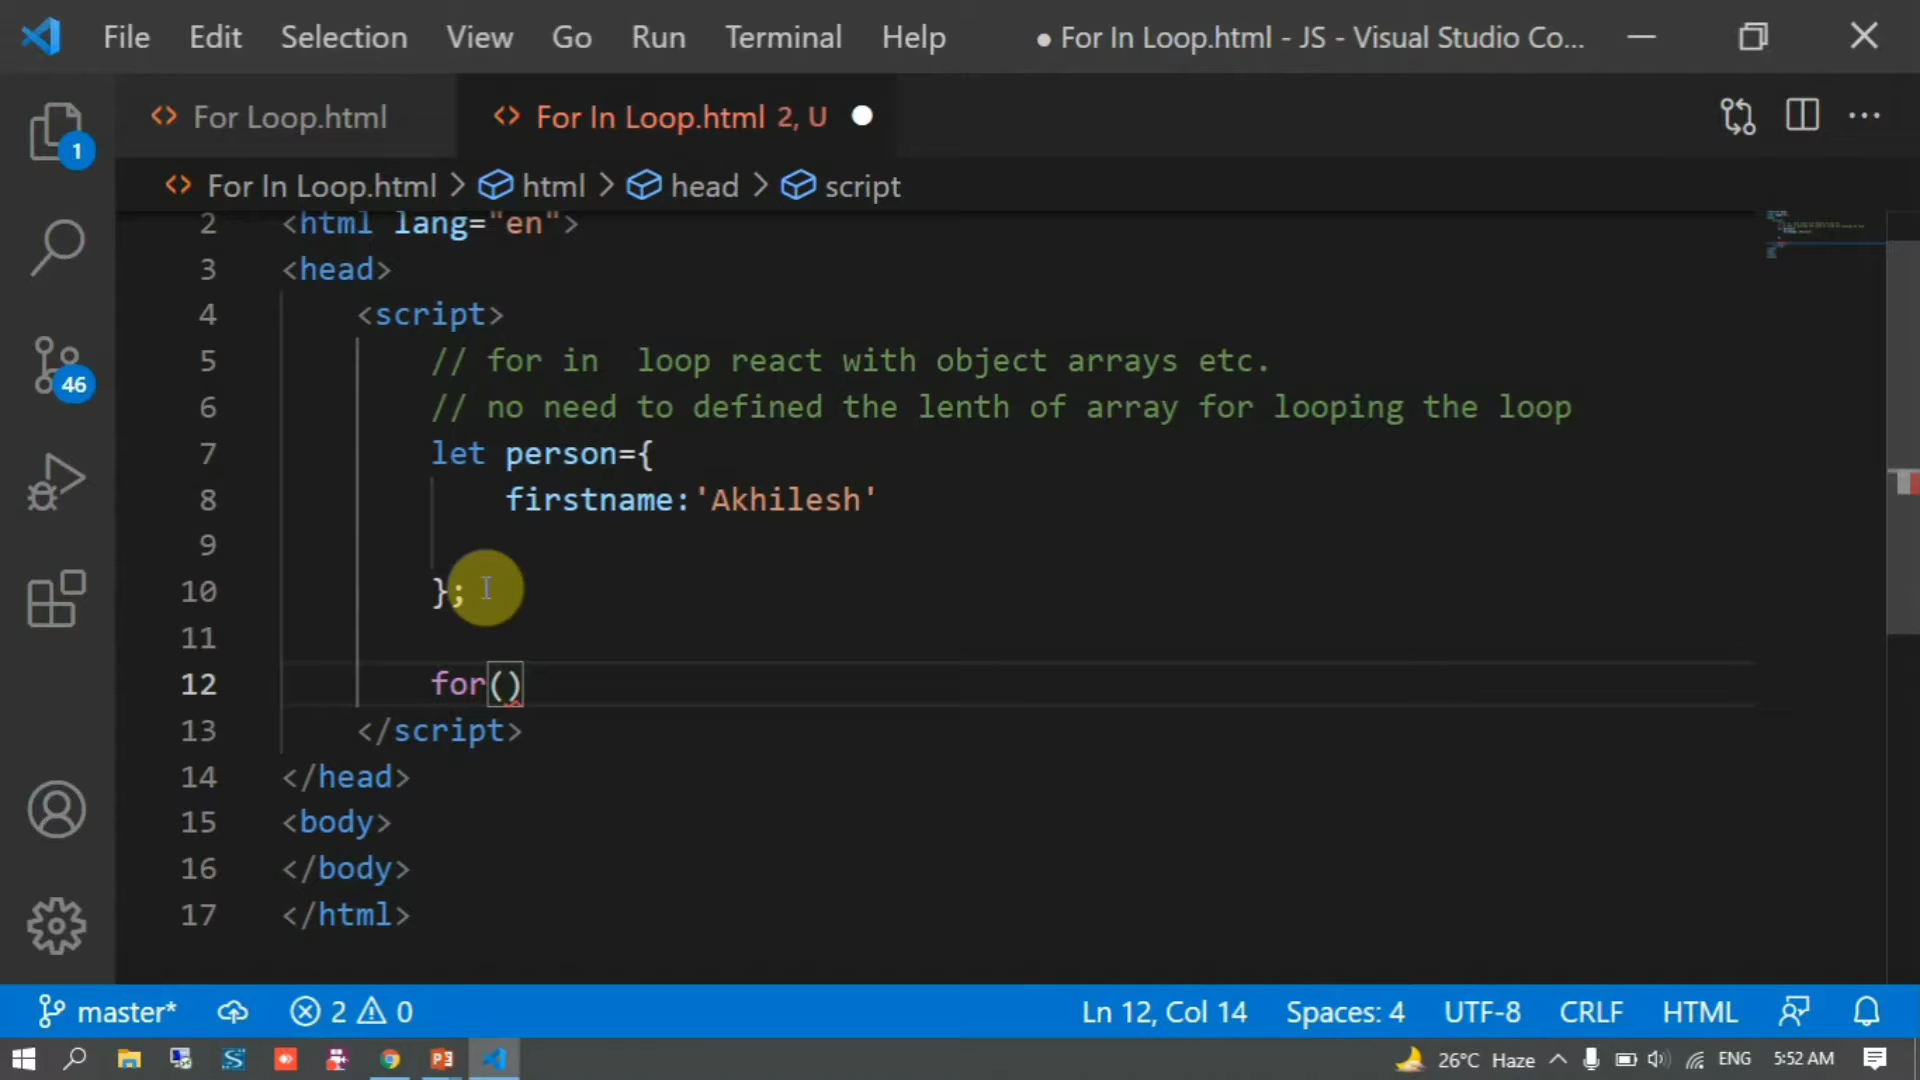 File Edit Selection View Go Run Terminal Help ● For In Loop.html - JS - Visual Studio Co...
For Loop.html For In Loop.html 2, U
For In Loop.html > html > head > script
1
46
2 <html lang="en">
3 <head>
4 <script>
5 // for in  loop react with object arrays etc.
6 // no need to defined the lenth of array for looping the loop
7 let person={
8 firstname:'Akhilesh'
9
10 };
11
12 for()
13 </script>
14 </head>
15 <body>
16 </body>
17 </html>
master* 2 0 Ln 12, Col 14 Spaces: 4 UTF-8 CRLF HTML
26°C Haze ENG 5:52 AM